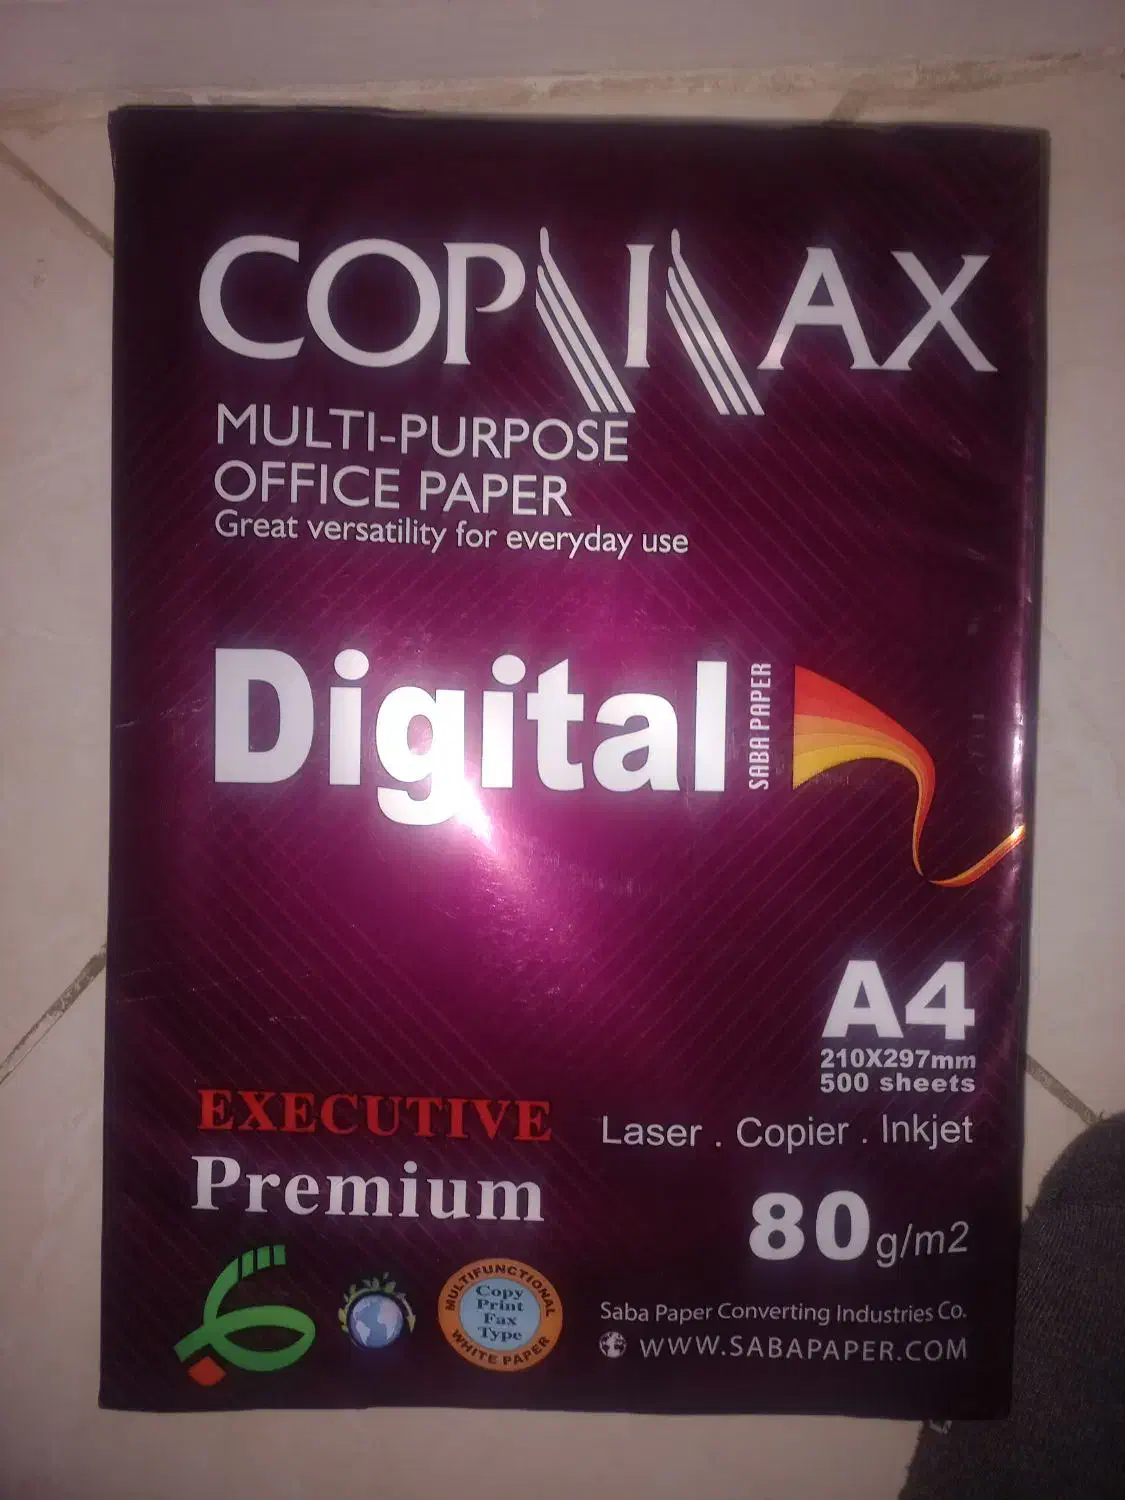 COPIMAX
MULTI-PURPOSE
OFFICE PAPER
Great versatility for everyday use
Digital
SABA PAPER
A4
210X297mm
500 sheets
EXECUTIVE
Premium
Laser . Copier . Inkjet
80g/m2
MULTIFUNCTIONAL
Copy
Print
Fax
Type
WHITE PAPER
Saba Paper Converting Industries Co.
WWW.SABAPAPER.COM